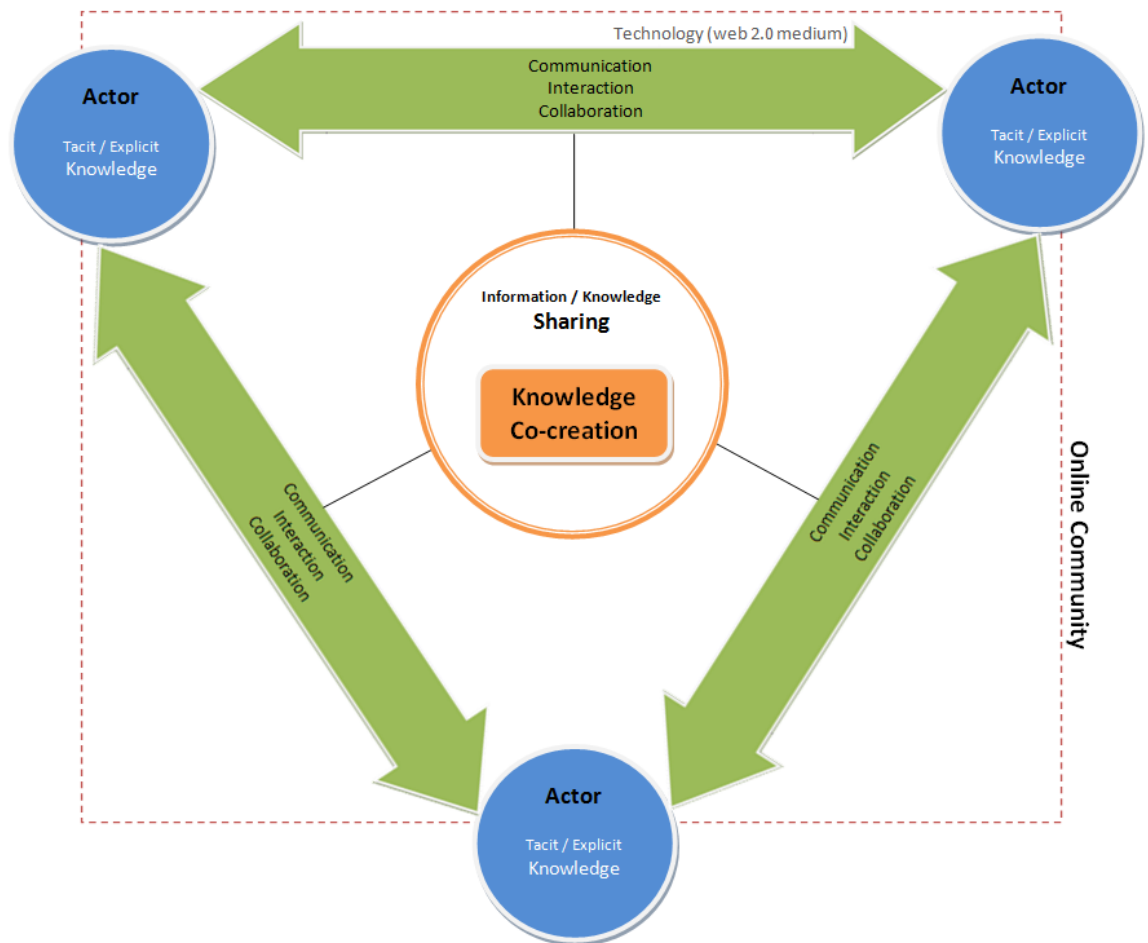 Technology (web 2.0 medium)
Communication
Interaction
Collaboration
Actor
Tacit / Explicit
Knowledge
Actor
Tacit / Explicit
Knowledge
Information / Knowledge
Sharing
Knowledge
Co-creation
Communication
Interaction
Collaboration
Communication
Interaction
Collaboration
Online Community
Actor
Tacit / Explicit
Knowledge